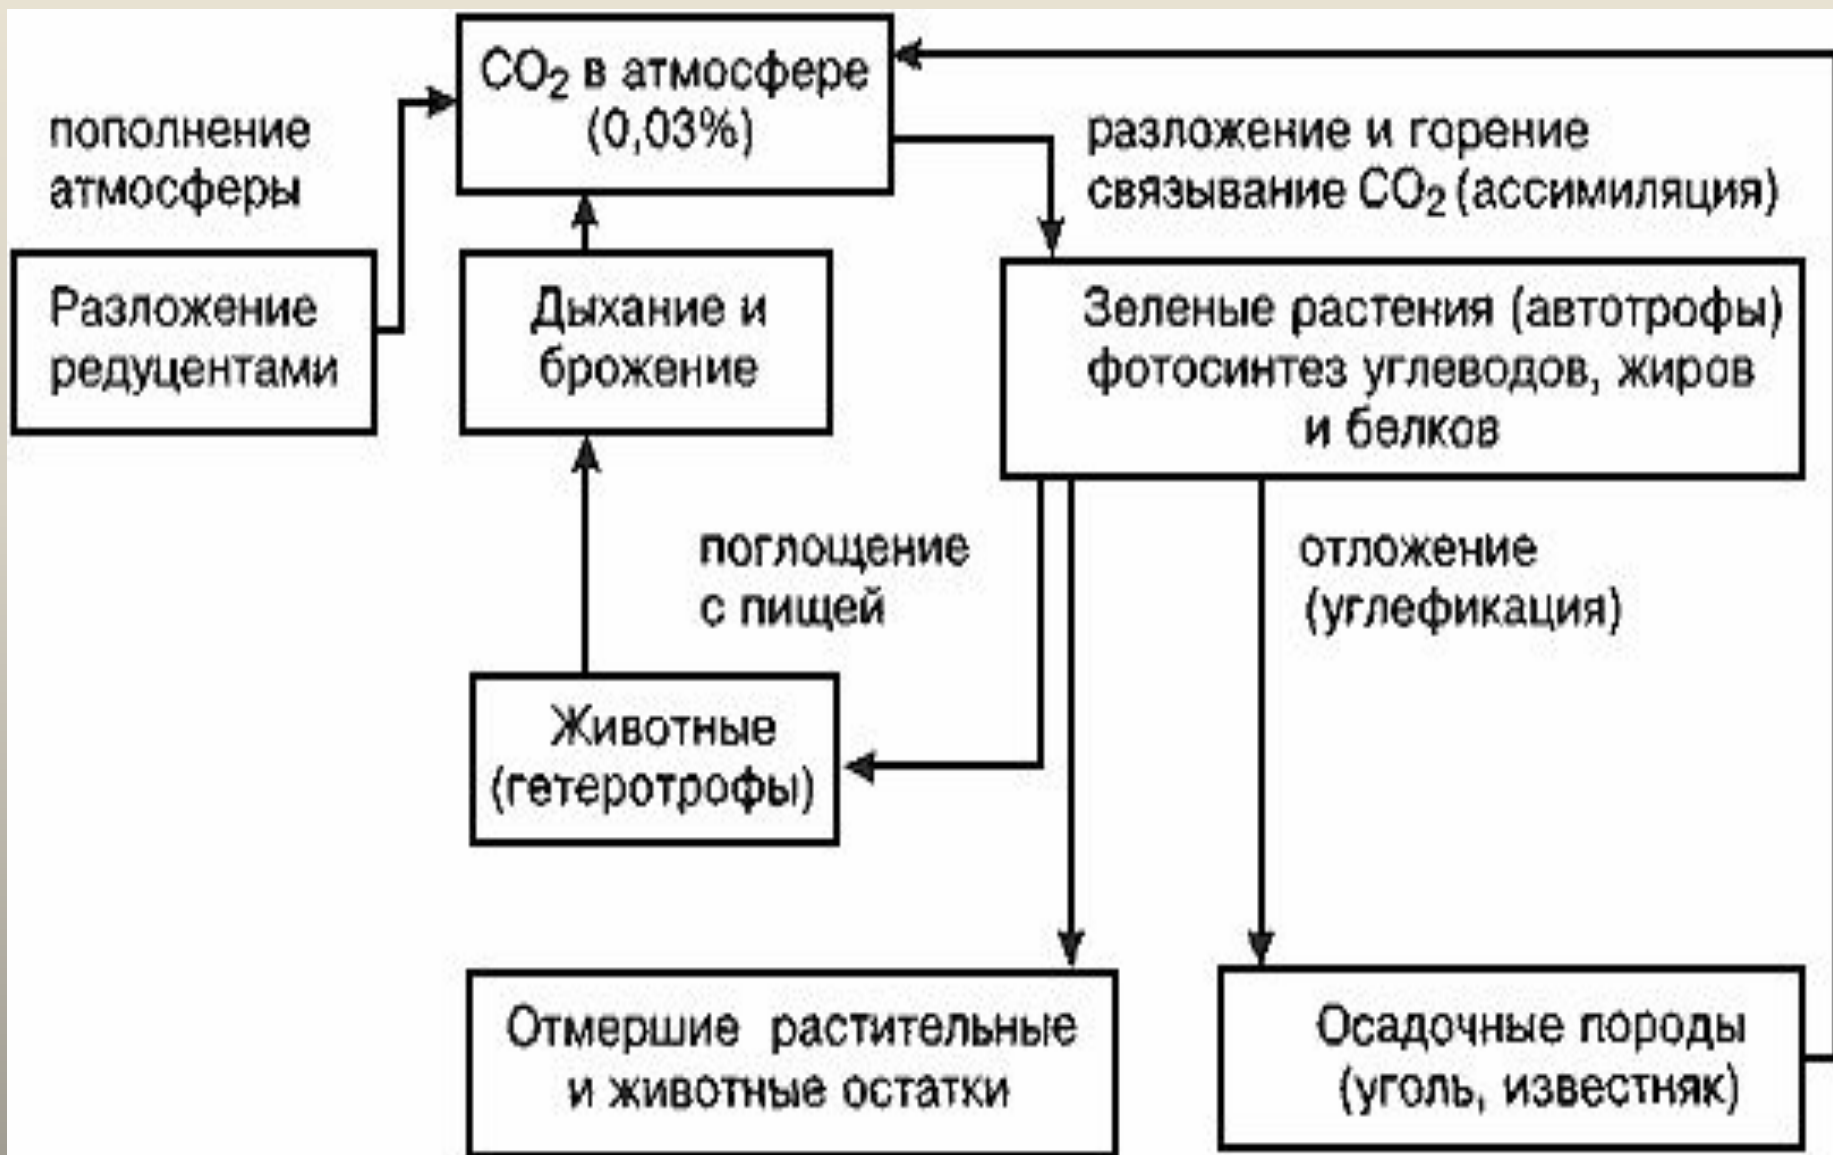 CO₂ в атмосфере
(0,03%)
пополнение
атмосферы
разложение и горение
связывание CO₂ (ассимиляция)
Разложение
редуцентами
Дыхание и
брожение
Зеленые растения (автотрофы)
фотосинтез углеводов, жиров
и белков
поглощение
с пищей
отложение
(углефикация)
Животные
(гетеротрофы)
Отмершие растительные
и животные остатки
Осадочные породы
(уголь, известняк)